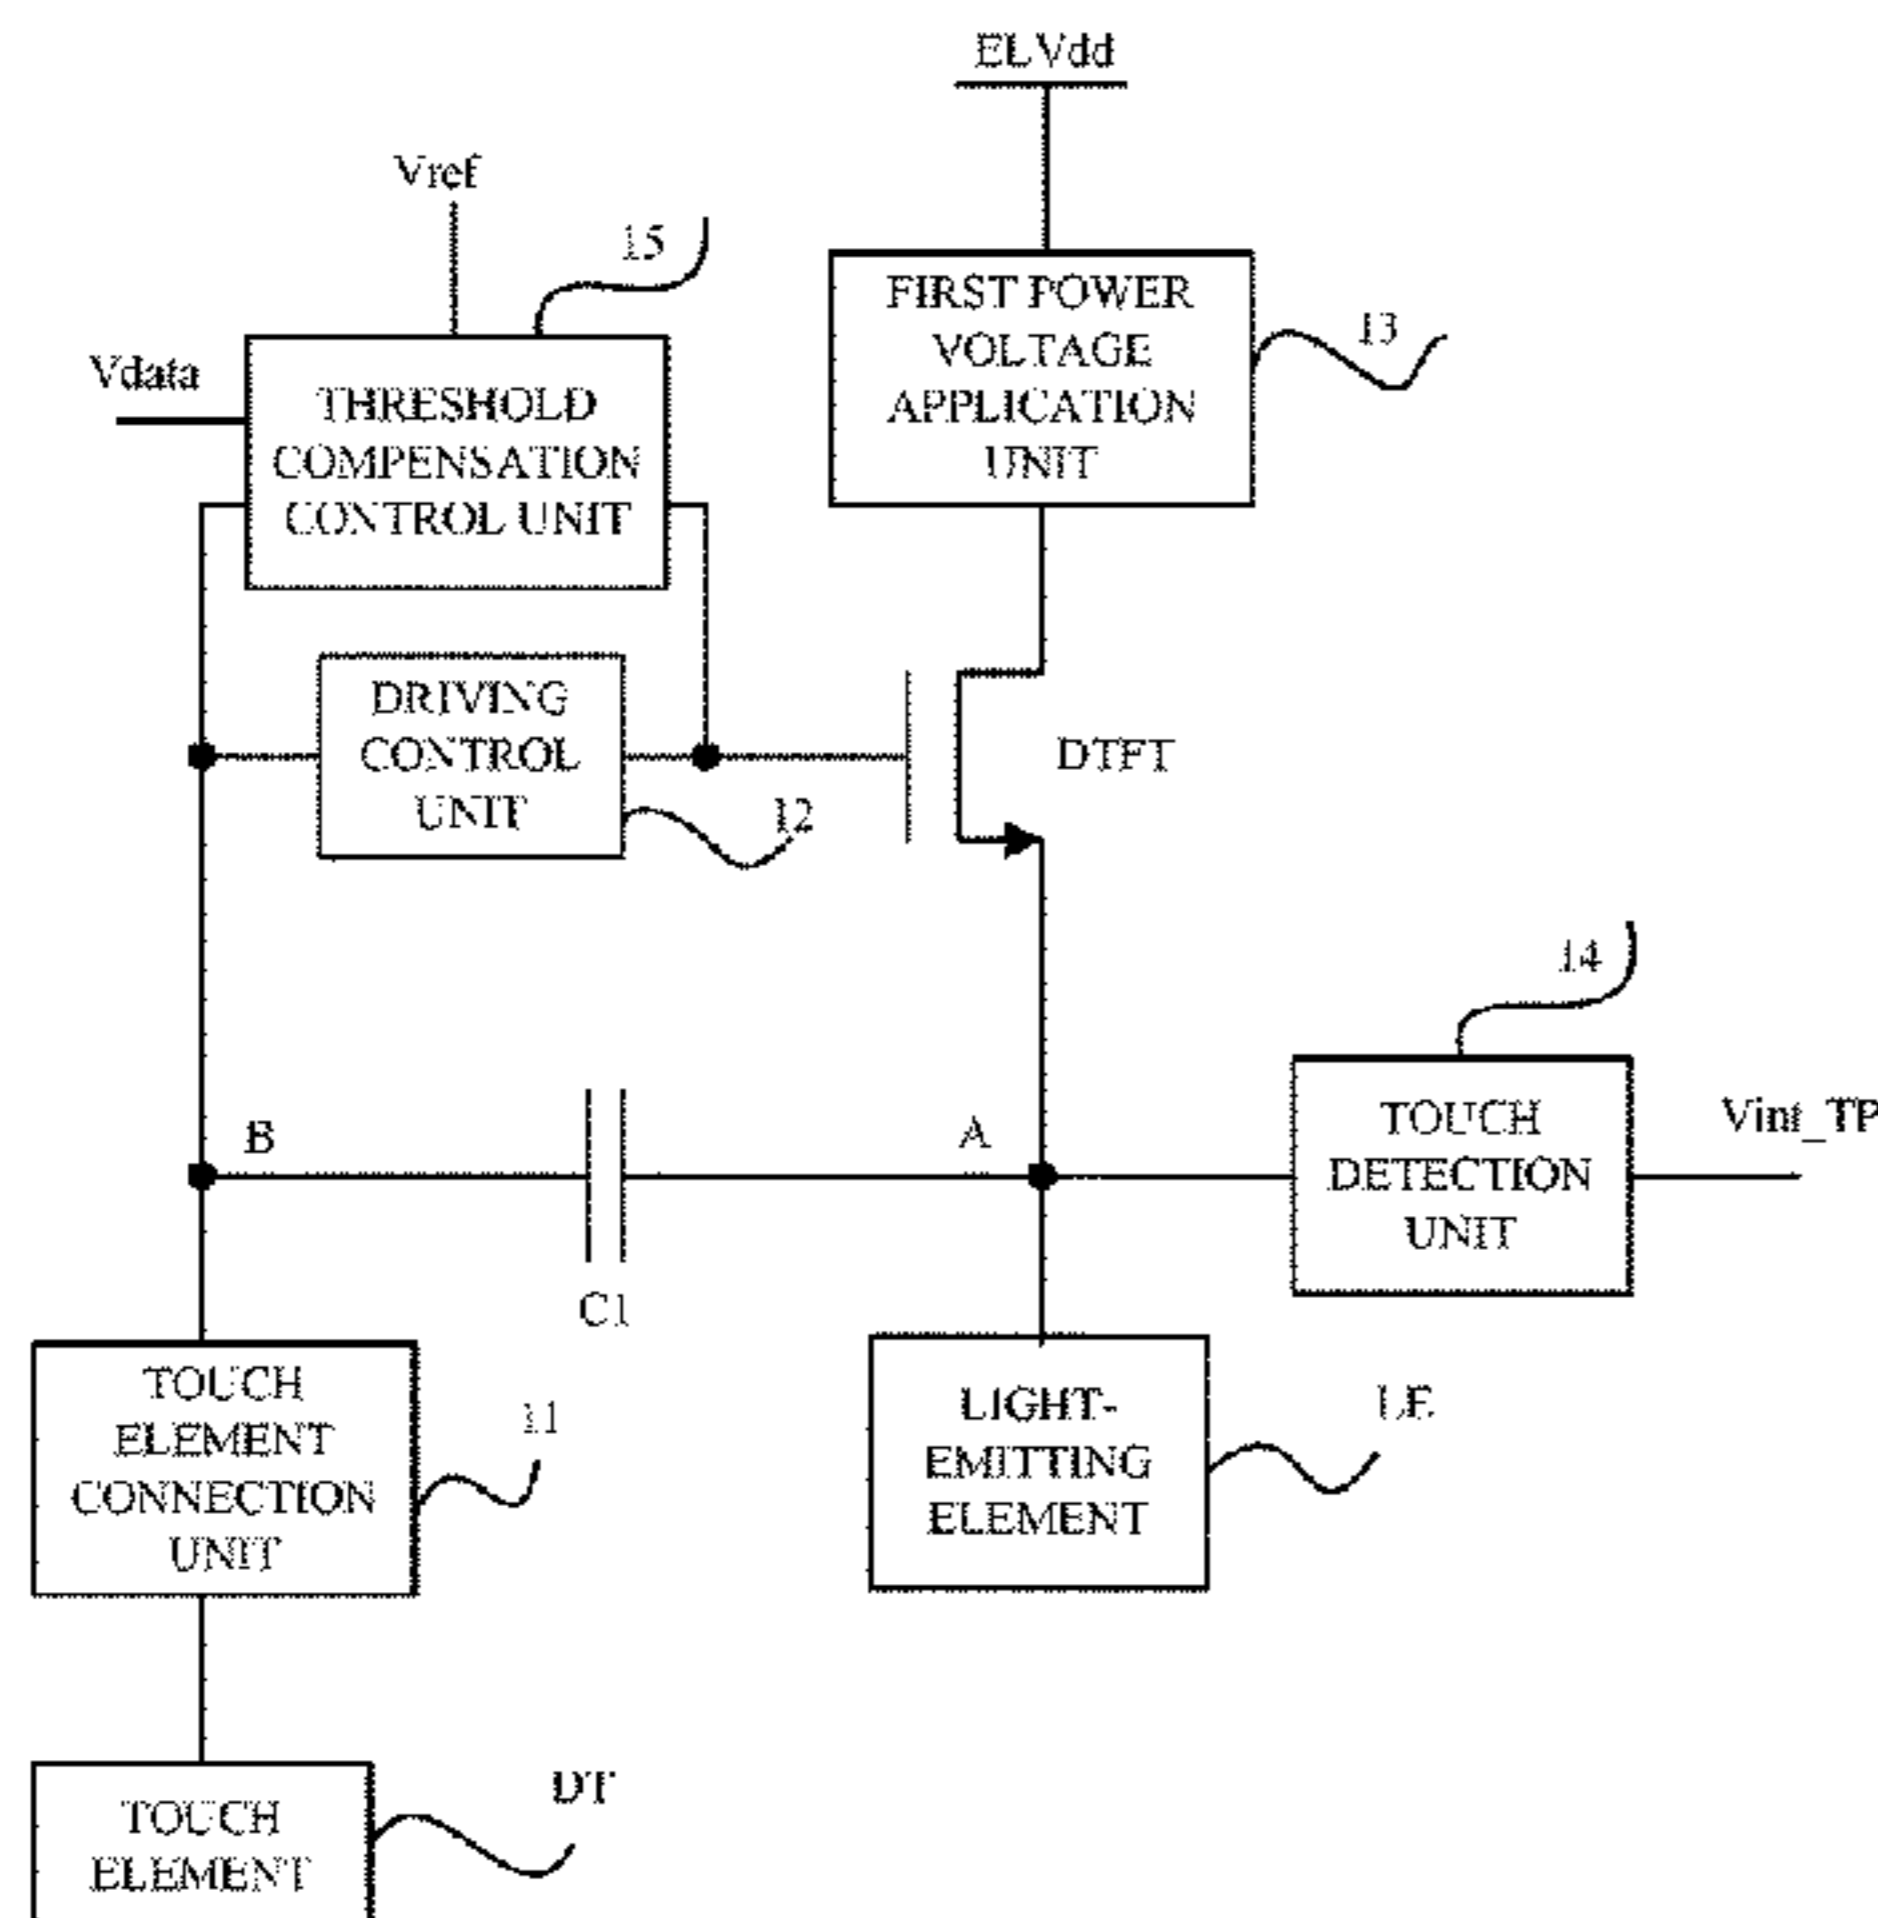 ELVdd
Vref
15
FIRST POWER
VOLTAGE
APPLICATION
UNIT
13
Vdata
THRESHOLD
COMPENSATION
CONTROL UNIT
DRIVING
CONTROL
UNIT
12
DTFT
14
B
A
TOUCH
DETECTION
UNIT
Vint_TP
C1
TOUCH
ELEMENT
CONNECTION
UNIT
11
LIGHT-
EMITTING
ELEMENT
LE
TOUCH
ELEMENT
DT